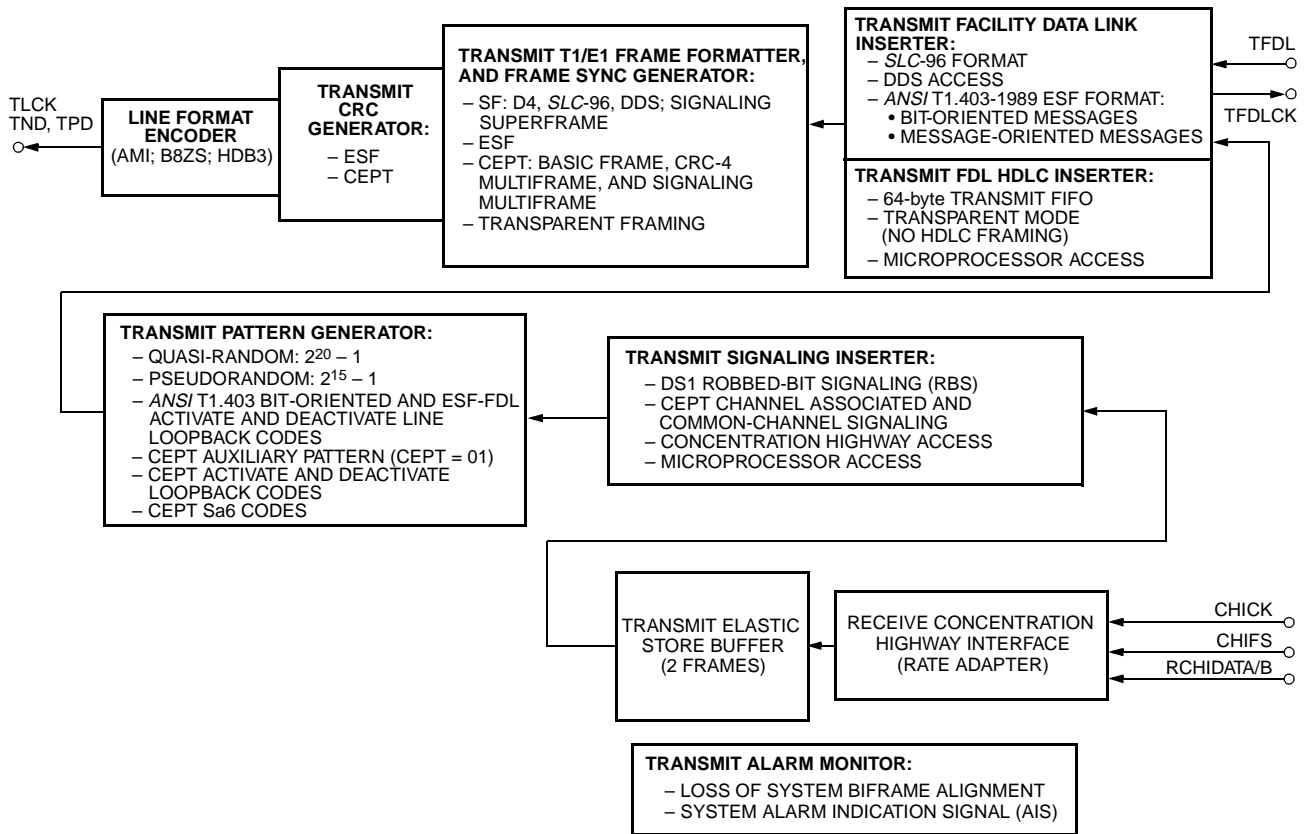 TLCK
TND, TPD
LINE FORMAT
ENCODER
(AMI; B8ZS; HDB3)
TRANSMIT
CRC
GENERATOR:
– ESF
– CEPT
TRANSMIT T1/E1 FRAME FORMATTER,
AND FRAME SYNC GENERATOR:
– SF: D4, SLC-96, DDS; SIGNALING
SUPERFRAME
– ESF
– CEPT: BASIC FRAME, CRC-4
MULTIFRAME, AND SIGNALING
MULTIFRAME
– TRANSPARENT FRAMING
TRANSMIT FACILITY DATA LINK
INSERTER:
– SLC-96 FORMAT
– DDS ACCESS
– ANSI T1.403-1989 ESF FORMAT:
• BIT-ORIENTED MESSAGES
• MESSAGE-ORIENTED MESSAGES
TFDL
TFDLCK
TRANSMIT FDL HDLC INSERTER:
– 64-byte TRANSMIT FIFO
– TRANSPARENT MODE
(NO HDLC FRAMING)
– MICROPROCESSOR ACCESS
TRANSMIT PATTERN GENERATOR:
– QUASI-RANDOM: 2²⁰ – 1
– PSEUDORANDOM: 2¹⁵ – 1
– ANSI T1.403 BIT-ORIENTED AND ESF-FDL
ACTIVATE AND DEACTIVATE LINE
LOOPBACK CODES
– CEPT AUXILIARY PATTERN (CEPT = 01)
– CEPT ACTIVATE AND DEACTIVATE
LOOPBACK CODES
– CEPT Sa6 CODES
TRANSMIT SIGNALING INSERTER:
– DS1 ROBBED-BIT SIGNALING (RBS)
– CEPT CHANNEL ASSOCIATED AND
COMMON-CHANNEL SIGNALING
– CONCENTRATION HIGHWAY ACCESS
– MICROPROCESSOR ACCESS
TRANSMIT ELASTIC
STORE BUFFER
(2 FRAMES)
RECEIVE CONCENTRATION
HIGHWAY INTERFACE
(RATE ADAPTER)
CHICK
CHIFS
RCHIDATA/B
TRANSMIT ALARM MONITOR:
– LOSS OF SYSTEM BIFRAME ALIGNMENT
– SYSTEM ALARM INDICATION SIGNAL (AIS)